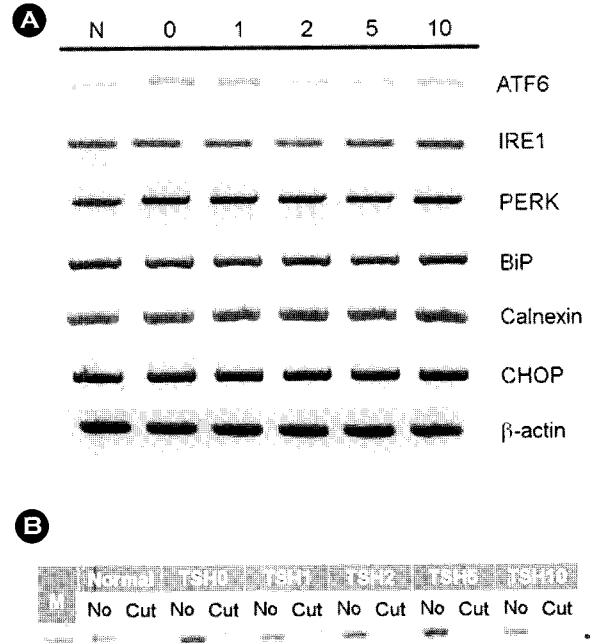 A
N 0 1 2 5 10
ATF6
IRE1
PERK
BiP
Calnexin
CHOP
β-actin
B
M Normal TSH0 TSH1 TSH2 TSH5 TSH10
No Cut No Cut No Cut No Cut No Cut No Cut